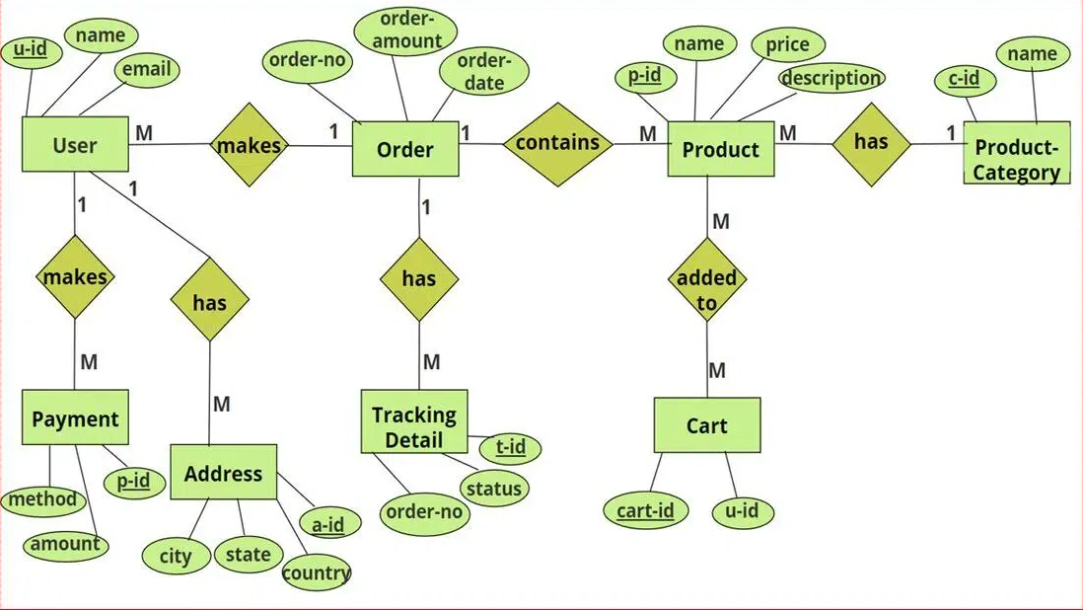 order-
amount
name
u-id
email
order-no
order-
date
name
price
p-id
description
name
c-id
User
M
makes
1
Order
1
contains
M
Product
M
has
1
Product-
Category
1
1
1
M
makes
has
has
added
to
M
M
M
M
Payment
Address
Tracking
Detail
Cart
method
p-id
amount
t-id
status
order-no
cart-id
u-id
a-id
city
state
country